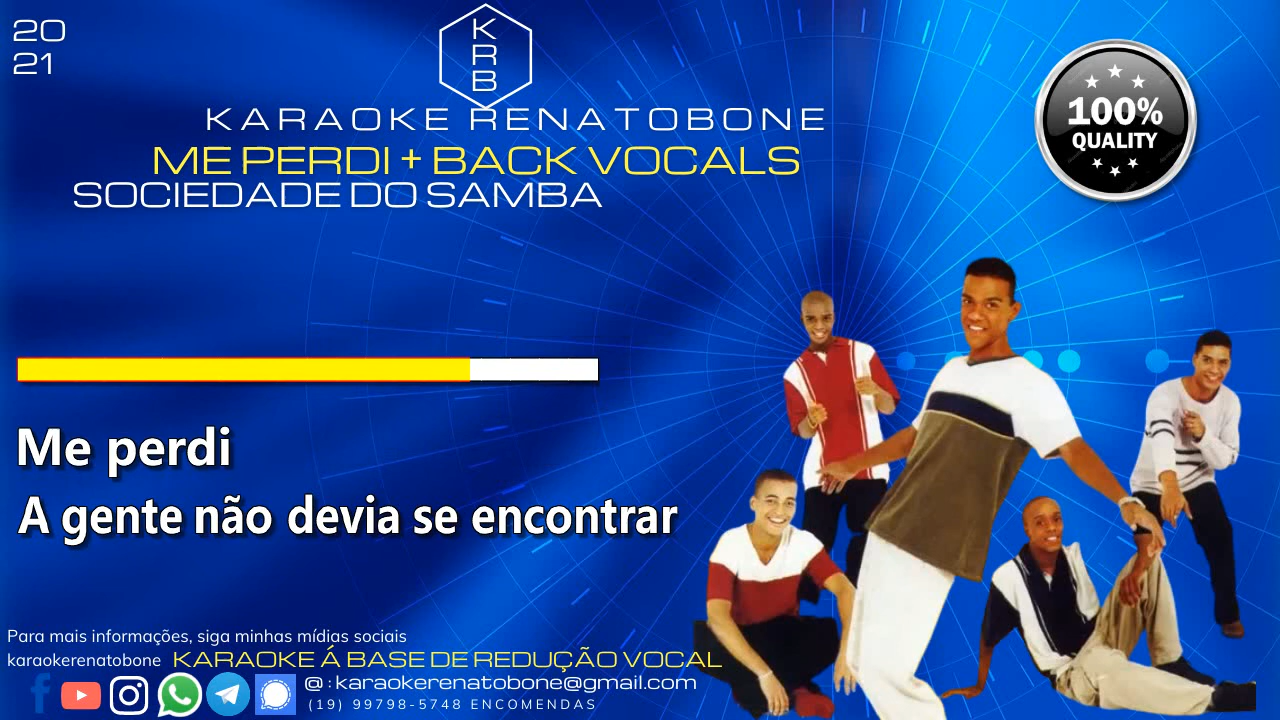 20
21
K
R
B
KARAOKE RENATOBONE
ME PERDI + BACK VOCALS
SOCIEDADE DO SAMBA
100%
QUALITY
Me perdi
A gente não devia se encontrar
Para mais informações, siga minhas mídias sociais
karaokerenatobone KARAOKE Á BASE DE REDUÇÃO VOCAL
@:karaokerenatobone@gmail.com
(19) 99798-5748 ENCOMENDAS